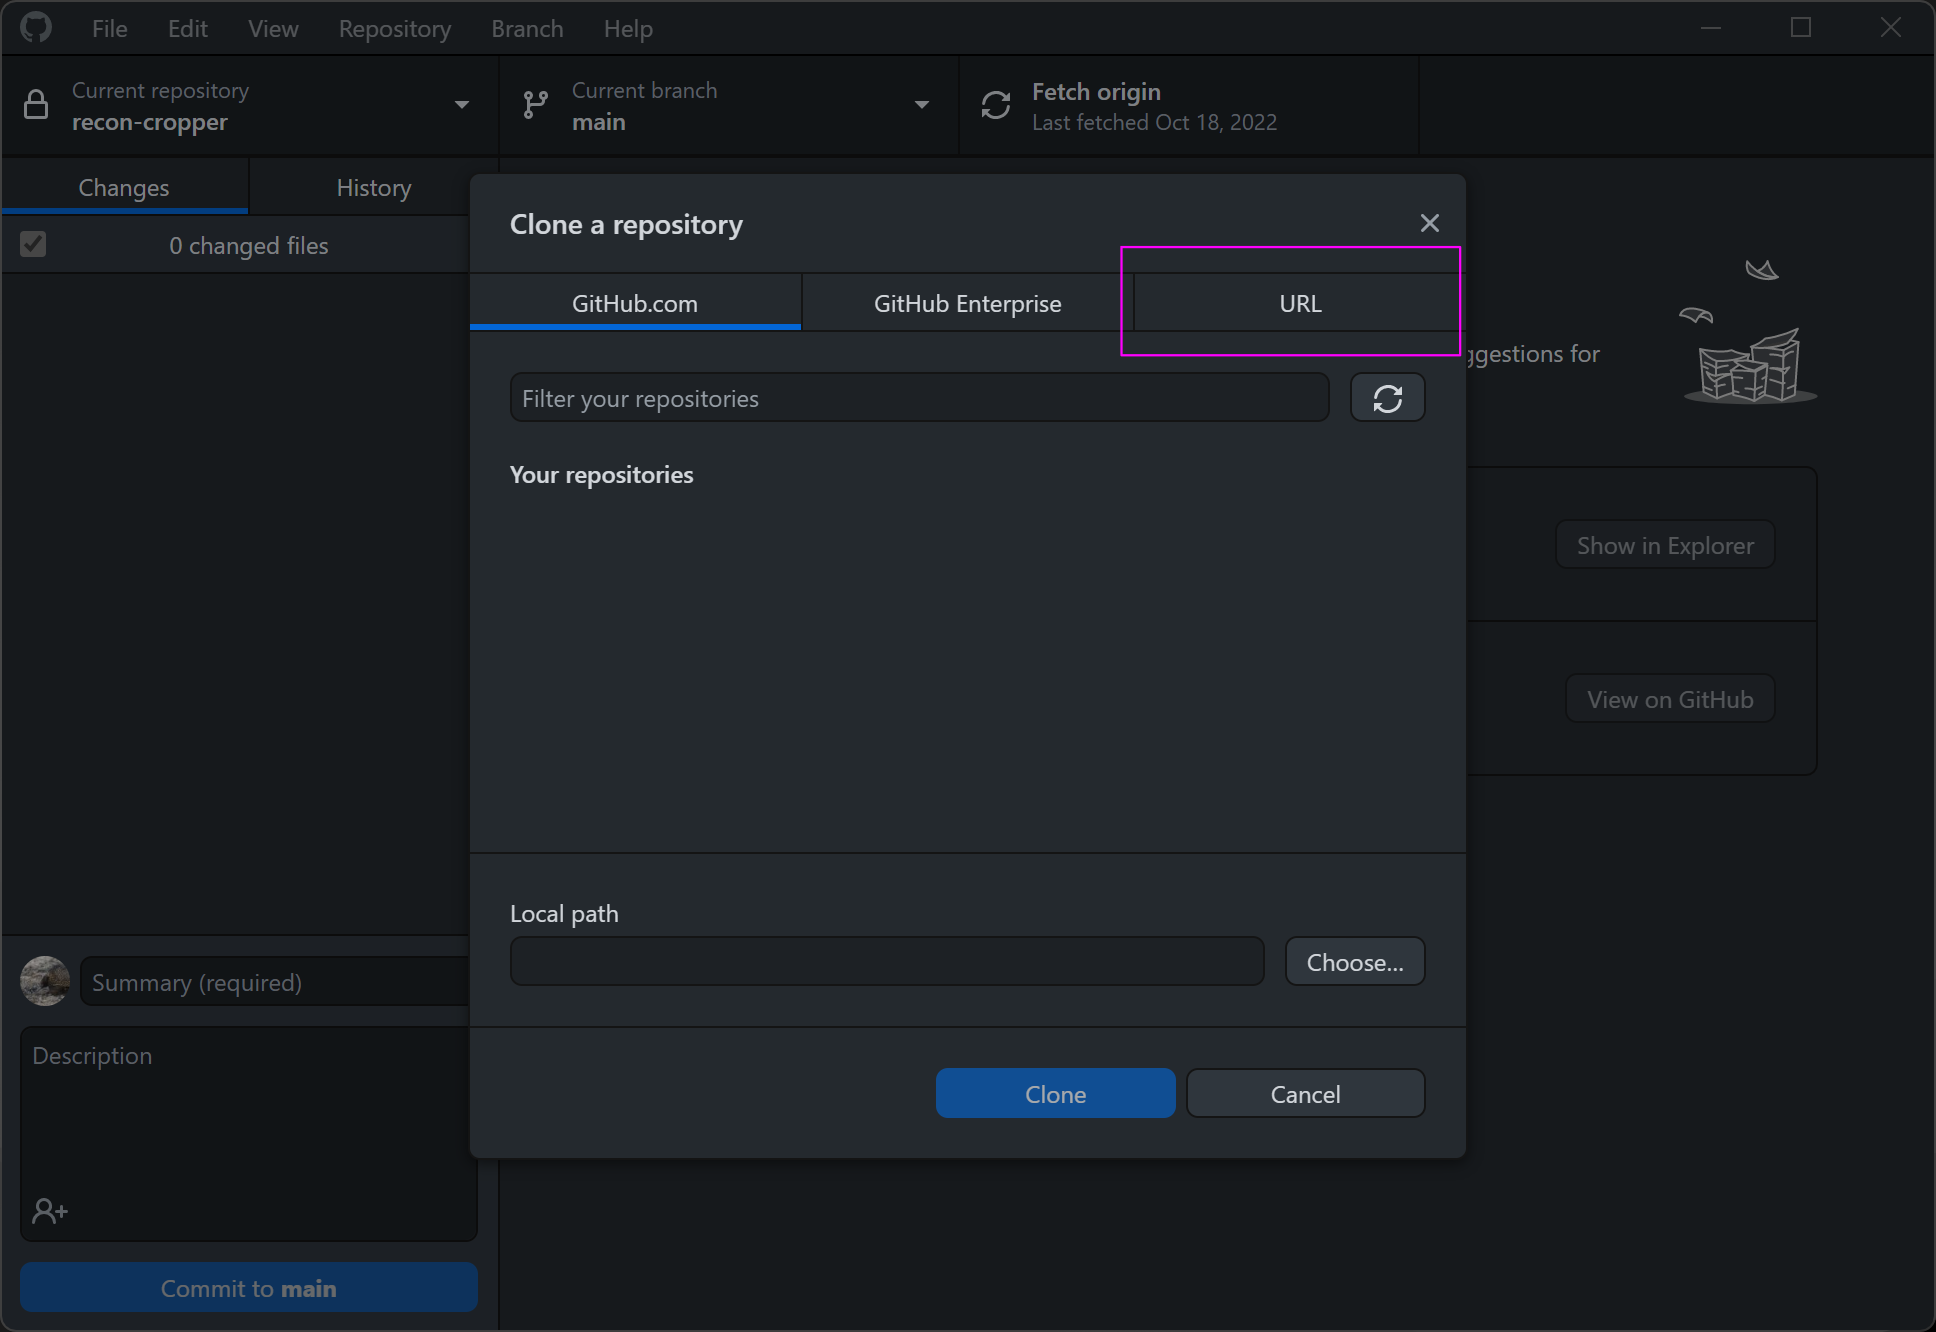 File Edit View Repository Branch Help
Current repository
recon-cropper
Current branch
main
Fetch origin
Last fetched Oct 18, 2022
Changes History
0 changed files
Clone a repository
GitHub.com GitHub Enterprise URL
ggestions for
Filter your repositories
Your repositories
Show in Explorer
View on GitHub
Local path
Choose...
Summary (required)
Description
Clone Cancel
Commit to main